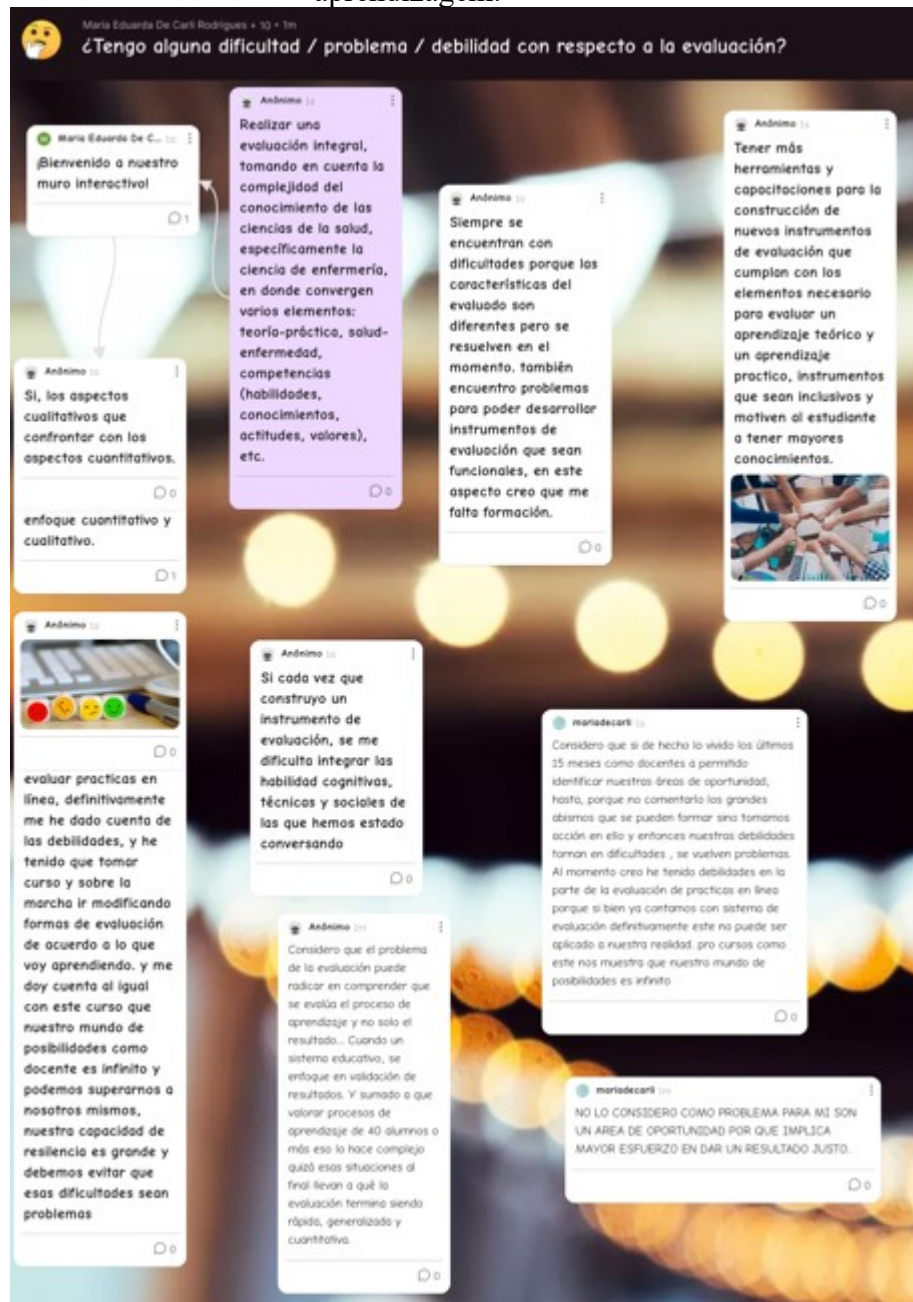 aprendizagem.
Maria Eduarda De Carli Rodrigues + 10 • 1m
¿Tengo alguna dificultad / problema / debilidad con respecto a la evaluación?
Maria Eduarda De C...
¡Bienvenido a nuestro
muro interactivo!
1
Anónimo
Si, los aspectos
cualitativos que
confrontar con los
aspectos cuantitativos.
0
enfoque cuantitativo y
cualitativo.
1
Anónimo
0
evaluar practicas en
línea, definitivamente
me he dado cuenta de
las debilidades, y he
tenido que tomar
curso y sobre la
marcha ir modificando
formas de evaluación
de acuerdo a lo que
voy aprendiendo. y me
doy cuenta al igual
con este curso que
nuestro mundo de
posibilidades como
docente es infinito y
podemos superarnos a
nosotros mismos,
nuestra capacidad de
resilencia es grande y
debemos evitar que
esas dificultades sean
problemas
0
Anónimo
Realizar una
evaluación integral,
tomando en cuenta la
complejidad del
conocimiento de las
ciencias de la salud,
específicamente la
ciencia de enfermería,
en donde convergen
varios elementos:
teoría-práctica, salud-
enfermedad,
competencias
(habilidades,
conocimientos,
actitudes, valores),
etc.
0
Anónimo
Si cada vez que
construyo un
instrumento de
evaluación, se me
dificulta integrar las
habilidad cognitivas,
técnicas y sociales de
las que hemos estado
conversando
0
Anónimo
Considero que el problema
de la evaluación puede
radicar en comprender que
se evalúa el proceso de
aprendizaje y no solo el
resultado... Cuando un
sistema educativo, se
enfoque en validación de
resultados. Y sumado a que
valorar procesos de
aprendizaje de 40 alumnos o
más eso lo hace complejo
quizá esas situaciones al
final llevan a qué la
evaluación termina siendo
rápida, generalizada y
cuantitativa.
0
Anónimo
Siempre se
encuentran con
dificultades porque las
características del
evaluado son
diferentes pero se
resuelven en el
momento. también
encuentro problemas
para poder desarrollar
instrumentos de
evaluación que sean
funcionales, en este
aspecto creo que me
falta formación.
0
Anónimo
Tener más
herramientas y
capacitaciones para la
construcción de
nuevos instrumentos
de evaluación que
cumplan con los
elementos necesario
para evaluar un
aprendizaje teórico y
un aprendizaje
practico, instrumentos
que sean inclusivos y
motiven al estudiante
a tener mayores
conocimientos.
0
mariadecarli
Considero que si de hecho lo vivido los últimos
15 meses como docentes a permitido
identificar nuestras áreas de oportunidad,
hasta, porque no comentarlo los grandes
abismos que se pueden formar sino tomamos
acción en ello y entonces nuestras debilidades
tornan en dificultades , se vuelven problemas.
Al momento creo he tenido debilidades en la
parte de la evaluación de practicas en línea
porque si bien ya contamos con sistema de
evaluación definitivamente este no puede ser
aplicado a nuestra realidad. pro cursos como
este nos muestra que nuestro mundo de
posibilidades es infinito
0
mariadecarli
NO LO CONSIDERO COMO PROBLEMA PARA MI SON
UN AREA DE OPORTUNIDAD POR QUE IMPLICA
MAYOR ESFUERZO EN DAR UN RESULTADO JUSTO.
0